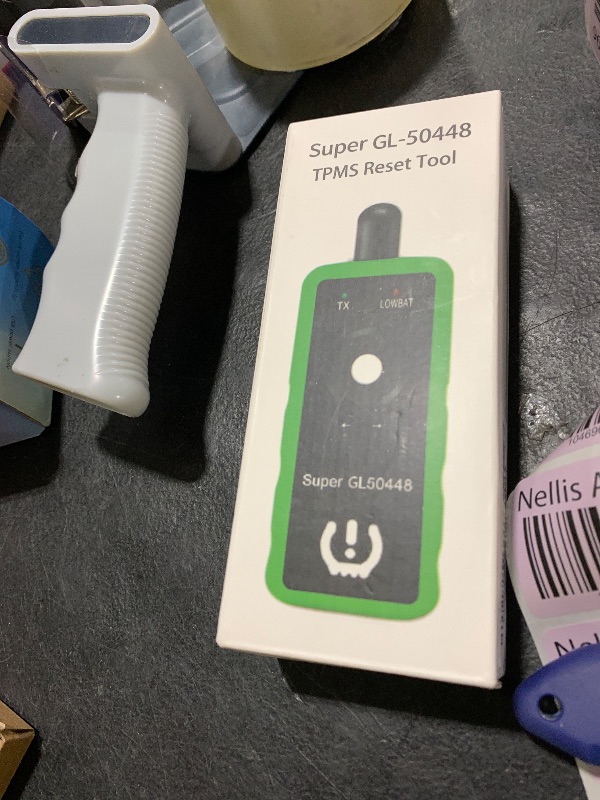 Super GL-50448
TPMS Reset Tool
TX LOWBAT
Super GL50448
Nellis A